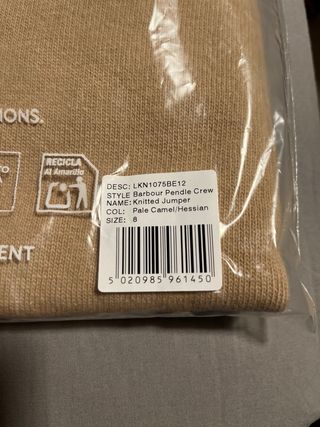 IONS.
RECICLA
Al Amarillo
ENT
DESC: LKN1075BE12
STYLE Barbour Pendle Crew
NAME: Knitted Jumper
COL: Pale Camel/Hessian
SIZE: 8
5 020985 961450